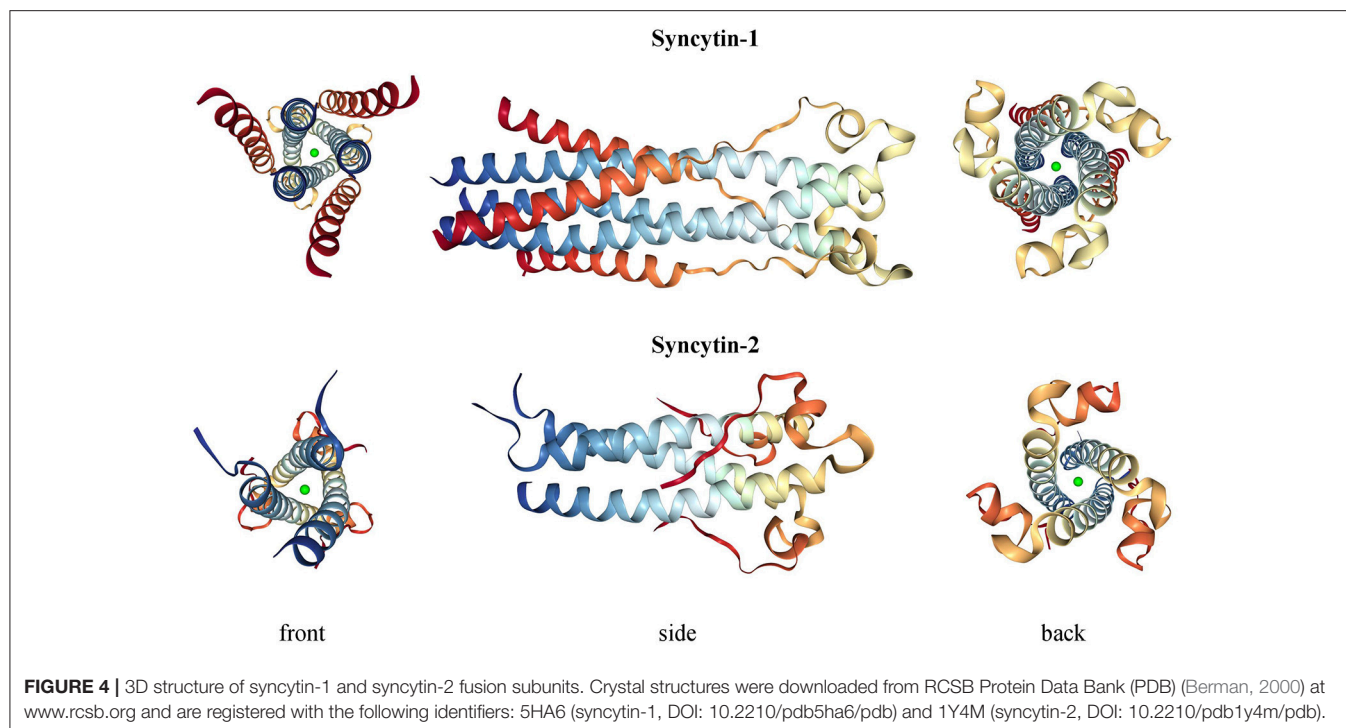 Syncytin-1
Syncytin-2
front side back
FIGURE 4 | 3D structure of syncytin-1 and syncytin-2 fusion subunits. Crystal structures were downloaded from RCSB Protein Data Bank (PDB) (Berman, 2000) at
www.rcsb.org and are registered with the following identifiers: 5HA6 (syncytin-1, DOI: 10.2210/pdb5ha6/pdb) and 1Y4M (syncytin-2, DOI: 10.2210/pdb1y4m/pdb).